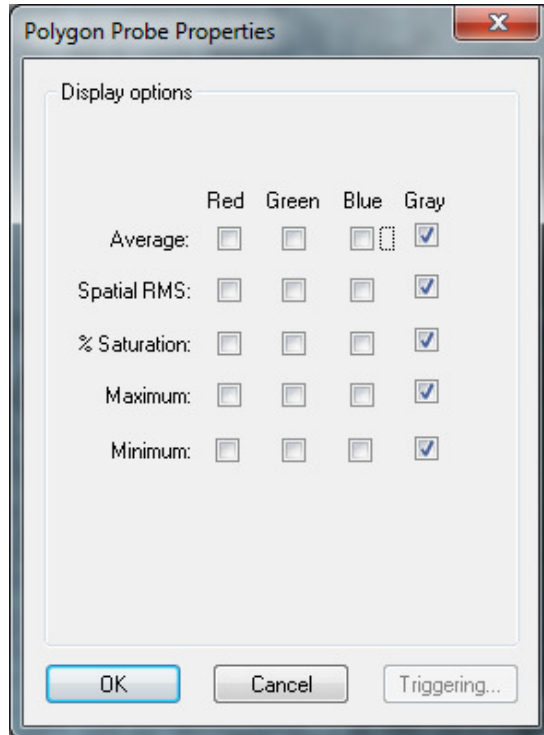 Polygon Probe Properties
Display options
Red Green Blue Gray
Average:
Spatial RMS:
% Saturation:
Maximum:
Minimum:
OK Cancel Triggering...